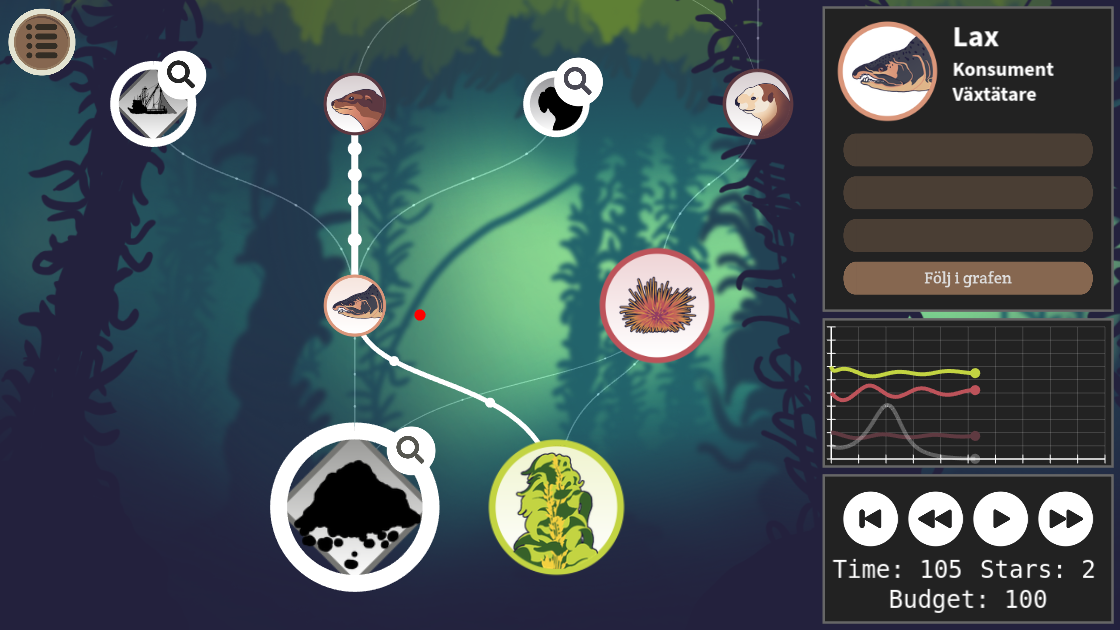 Lax
Konsument
Växtätare
Följ i grafen
Time: 105 Stars: 2
Budget: 100